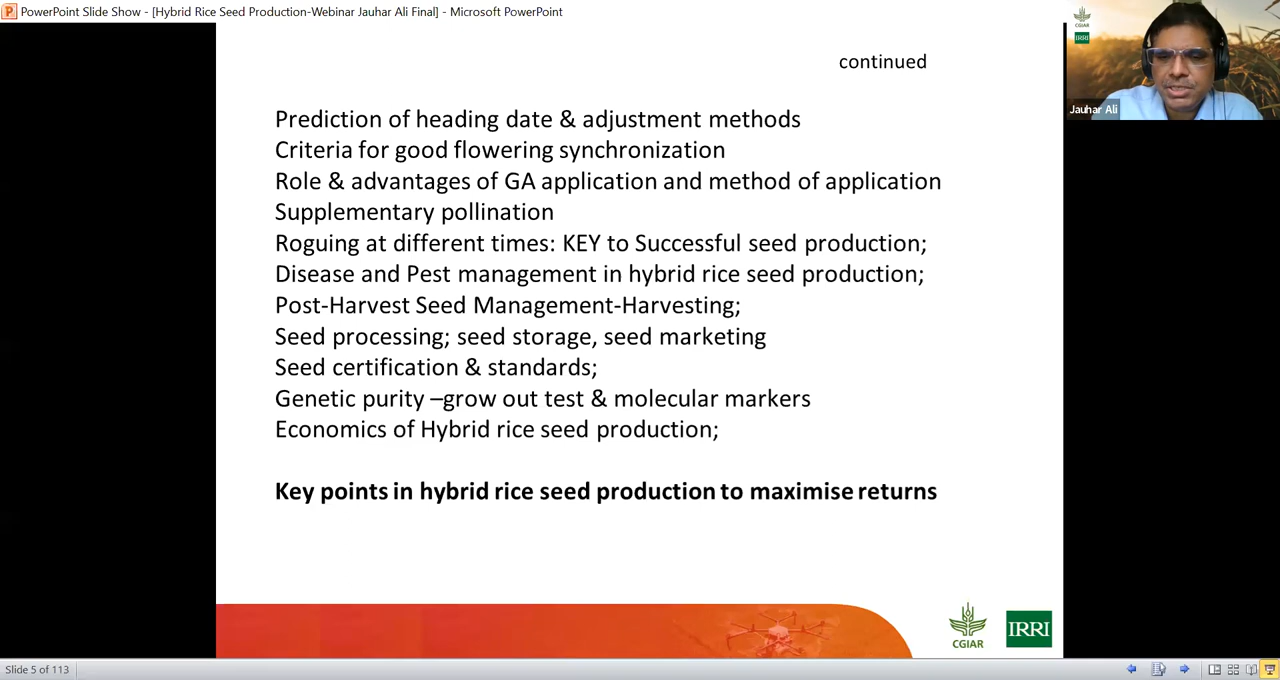 PowerPoint Slide Show - [Hybrid Rice Seed Production-Webinar Jauhar Ali Final] - Microsoft PowerPoint
CGIAR
IRRI
Jauhar Ali
continued
Prediction of heading date & adjustment methods
Criteria for good flowering synchronization
Role & advantages of GA application and method of application
Supplementary pollination
Roguing at different times: KEY to Successful seed production;
Disease and Pest management in hybrid rice seed production;
Post-Harvest Seed Management-Harvesting;
Seed processing; seed storage, seed marketing
Seed certification & standards;
Genetic purity –grow out test & molecular markers
Economics of Hybrid rice seed production;
Key points in hybrid rice seed production to maximise returns
CGIAR
IRRI
Slide 5 of 113